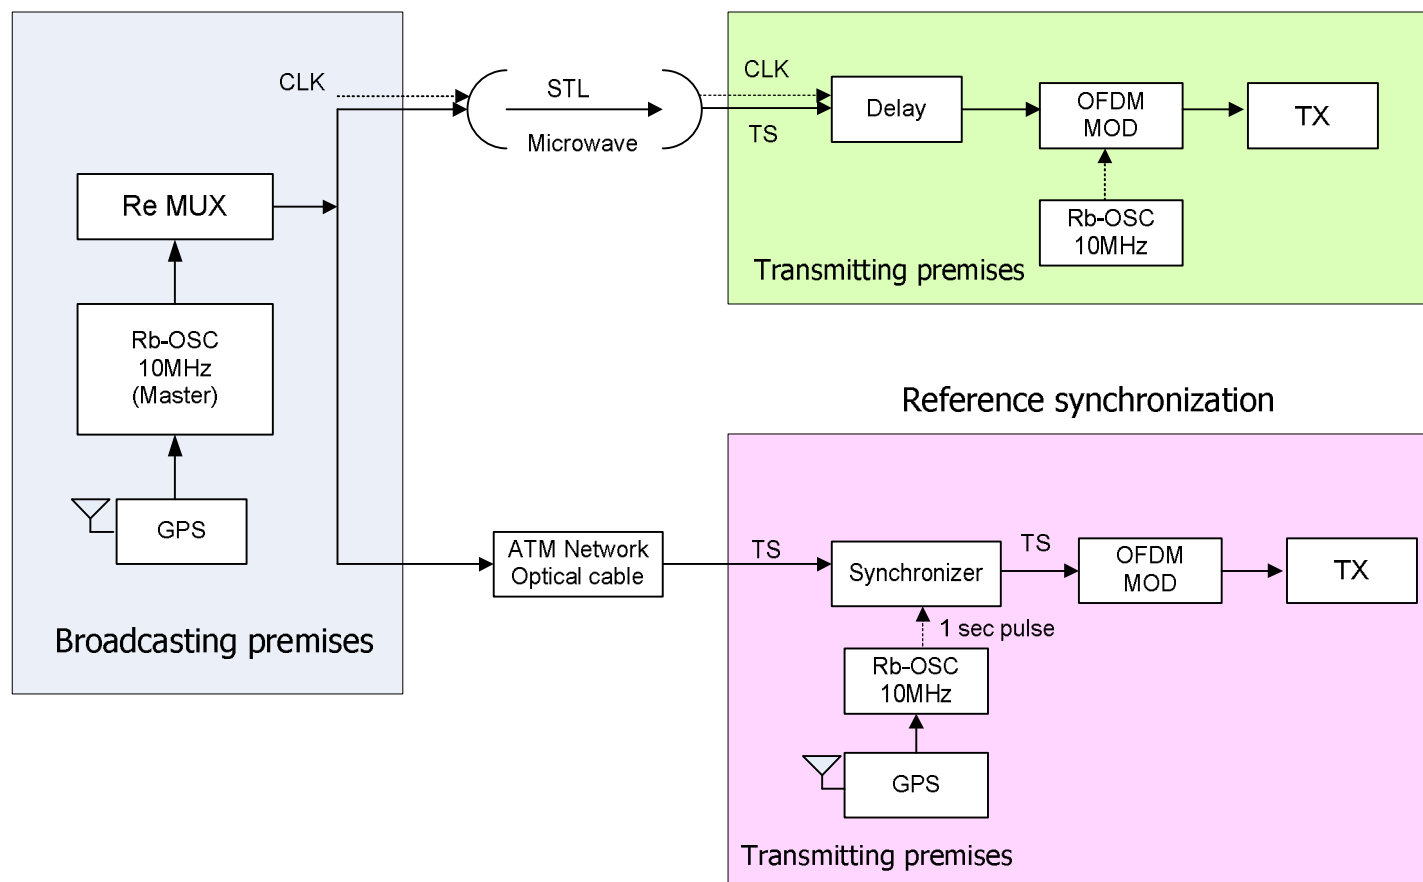 CLK
STL
Microwave
Re MUX
Rb-OSC
10MHz
(Master)
GPS
Broadcasting premises
CLK
TS
Delay
OFDM
MOD
TX
Rb-OSC
10MHz
Transmitting premises
Reference synchronization
ATM Network
Optical cable
TS
Synchronizer
TS
OFDM
MOD
TX
1 sec pulse
Rb-OSC
10MHz
GPS
Transmitting premises